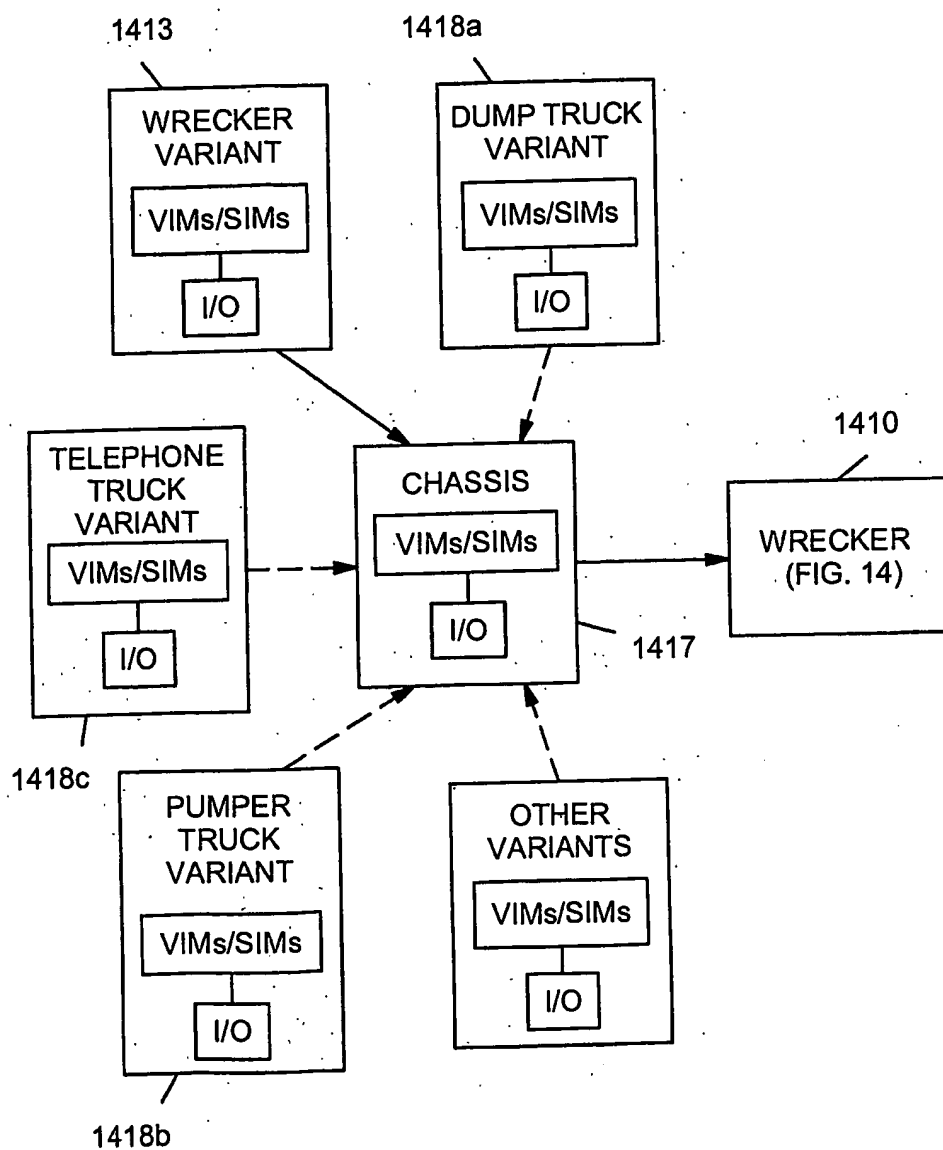 1413
1418a
WRECKER
VARIANT
VIMs/SIMs
I/O
DUMP TRUCK
VARIANT
VIMs/SIMs
I/O
TELEPHONE
TRUCK
VARIANT
VIMs/SIMs
I/O
1418c
CHASSIS
VIMs/SIMs
I/O
1417
1410
WRECKER
(FIG. 14)
PUMPER
TRUCK
VARIANT
VIMs/SIMs
I/O
1418b
OTHER
VARIANTS
VIMs/SIMs
I/O